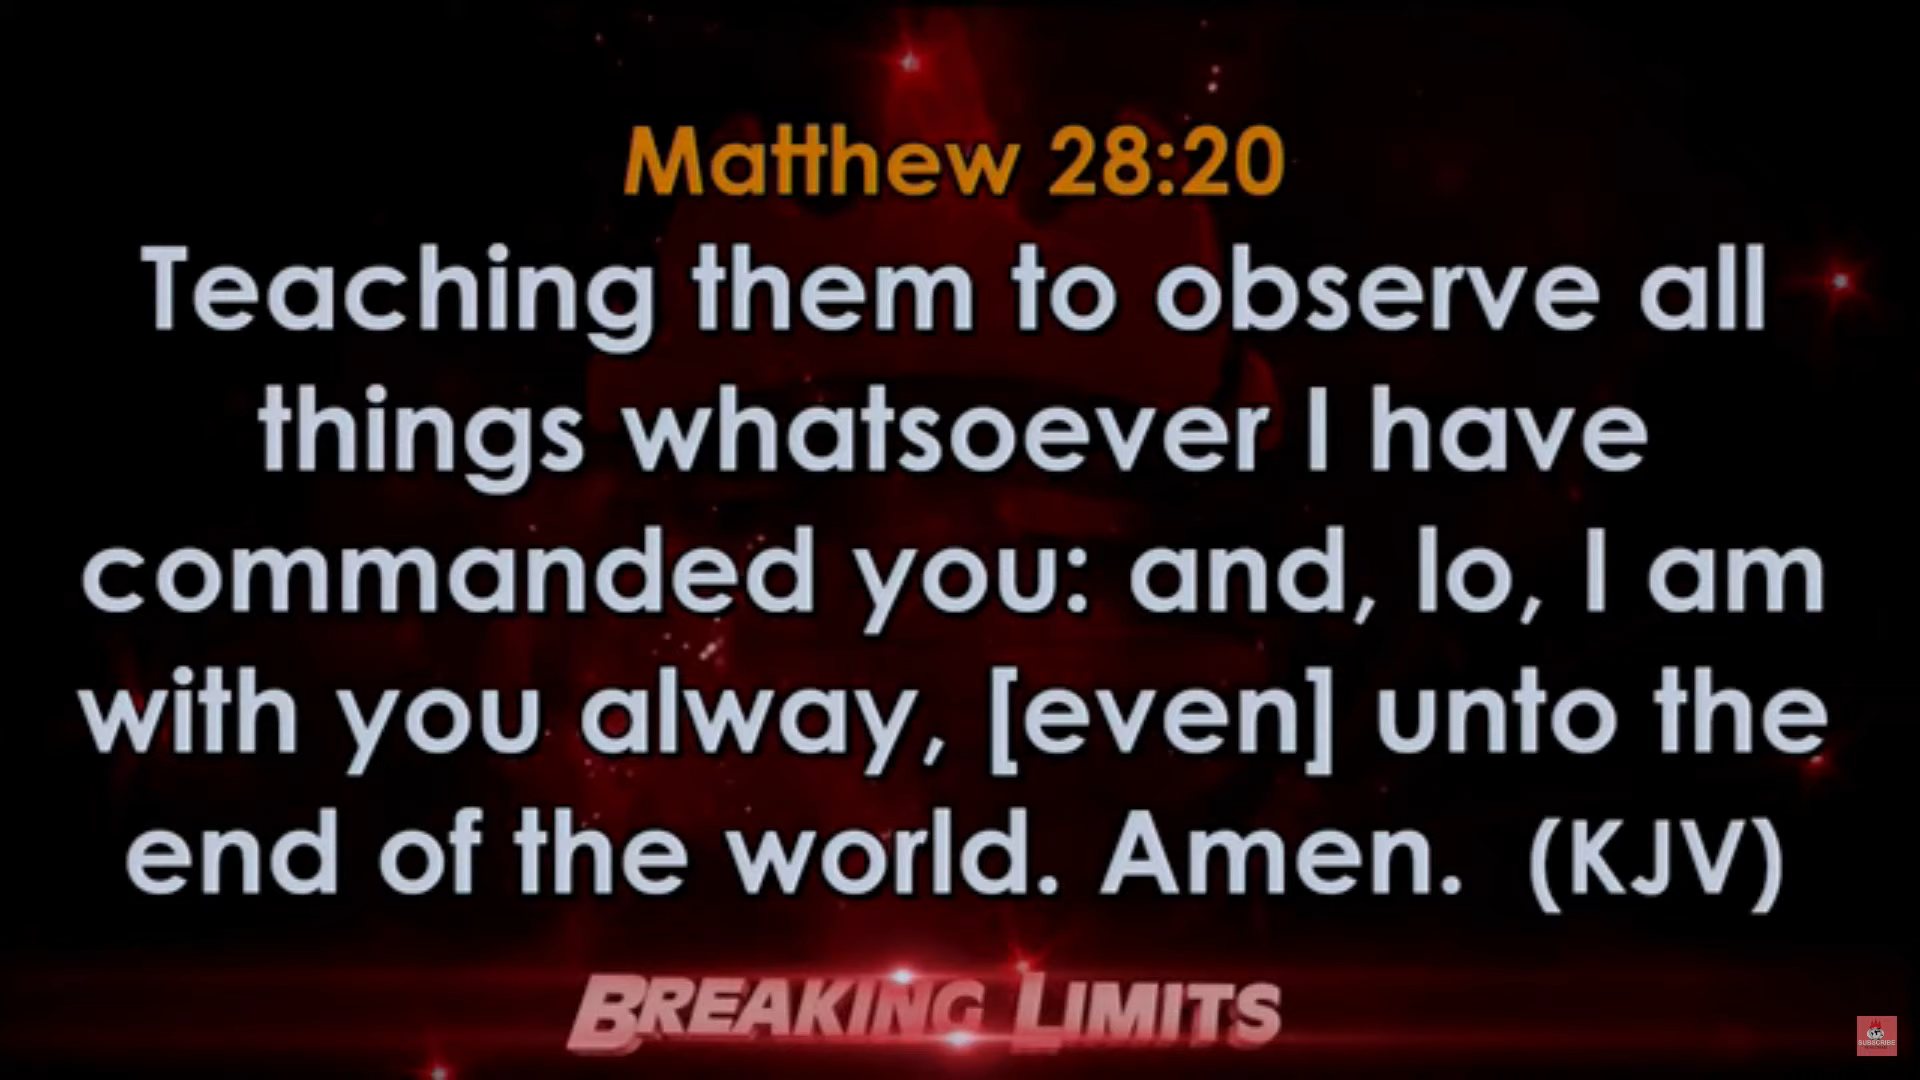 Matthew 28:20
Teaching them to observe all
things whatsoever I have
commanded you: and, lo, I am
with you alway, [even] unto the
end of the world. Amen.  (KJV)
BREAKING LIMITS
SUBSCRIBE